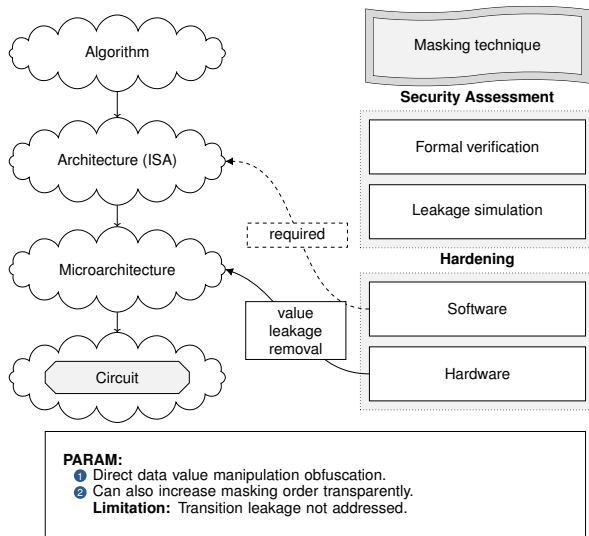 Algorithm
Masking technique
Security Assessment
Architecture (ISA)
Formal verification
Leakage simulation
required
Hardening
Microarchitecture
value
leakage
removal
Software
Circuit
Hardware
PARAM:
1 Direct data value manipulation obfuscation.
2 Can also increase masking order transparently.
Limitation: Transition leakage not addressed.